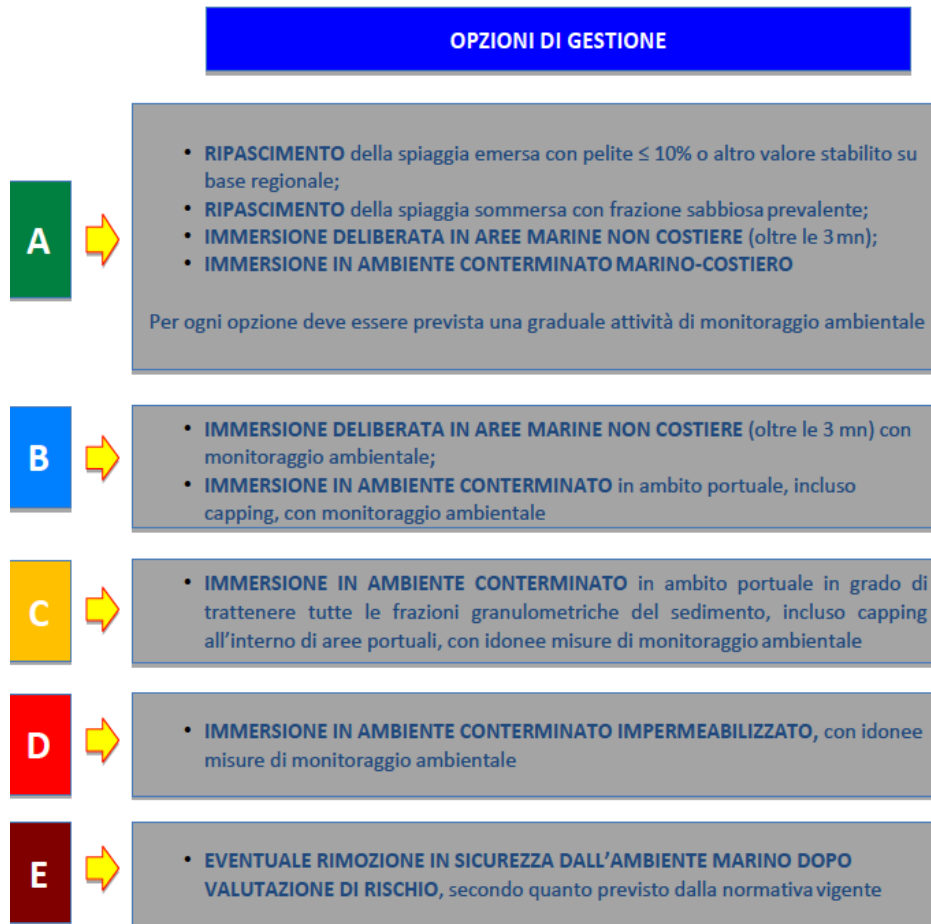 OPZIONI DI GESTIONE
A
• RIPASCIMENTO della spiaggia emersa con pelite ≤ 10% o altro valore stabilito su
base regionale;
• RIPASCIMENTO della spiaggia sommersa con frazione sabbiosa prevalente;
• IMMERSIONE DELIBERATA IN AREE MARINE NON COSTIERE (oltre le 3 mn);
• IMMERSIONE IN AMBIENTE CONTERMINATO MARINO-COSTIERO
Per ogni opzione deve essere prevista una graduale attività di monitoraggio ambientale
B
• IMMERSIONE DELIBERATA IN AREE MARINE NON COSTIERE (oltre le 3 mn) con
monitoraggio ambientale;
• IMMERSIONE IN AMBIENTE CONTERMINATO in ambito portuale, incluso
capping, con monitoraggio ambientale
C
• IMMERSIONE IN AMBIENTE CONTERMINATO in ambito portuale in grado di
trattenere tutte le frazioni granulometriche del sedimento, incluso capping
all'interno di aree portuali, con idonee misure di monitoraggio ambientale
D
• IMMERSIONE IN AMBIENTE CONTERMINATO IMPERMEABILIZZATO, con idonee
misure di monitoraggio ambientale
E
• EVENTUALE RIMOZIONE IN SICUREZZA DALL'AMBIENTE MARINO DOPO
VALUTAZIONE DI RISCHIO, secondo quanto previsto dalla normativa vigente